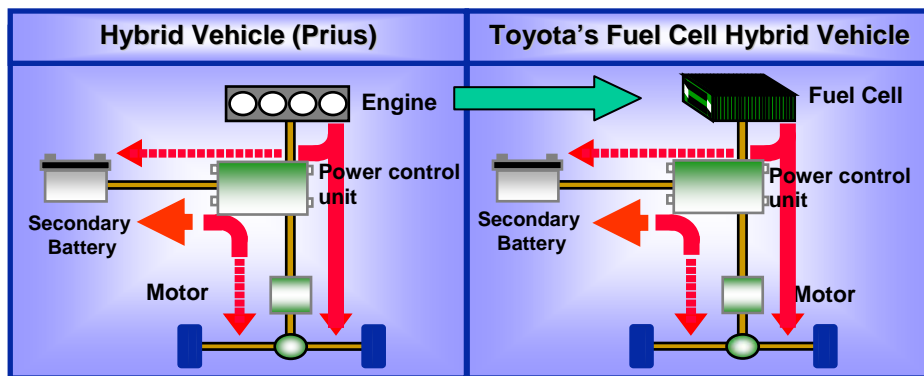 Hybrid Vehicle (Prius)
Toyota's Fuel Cell Hybrid Vehicle
Engine
Power control
unit
Secondary
Battery
Motor
Fuel Cell
Power control
unit
Secondary
Battery
Motor